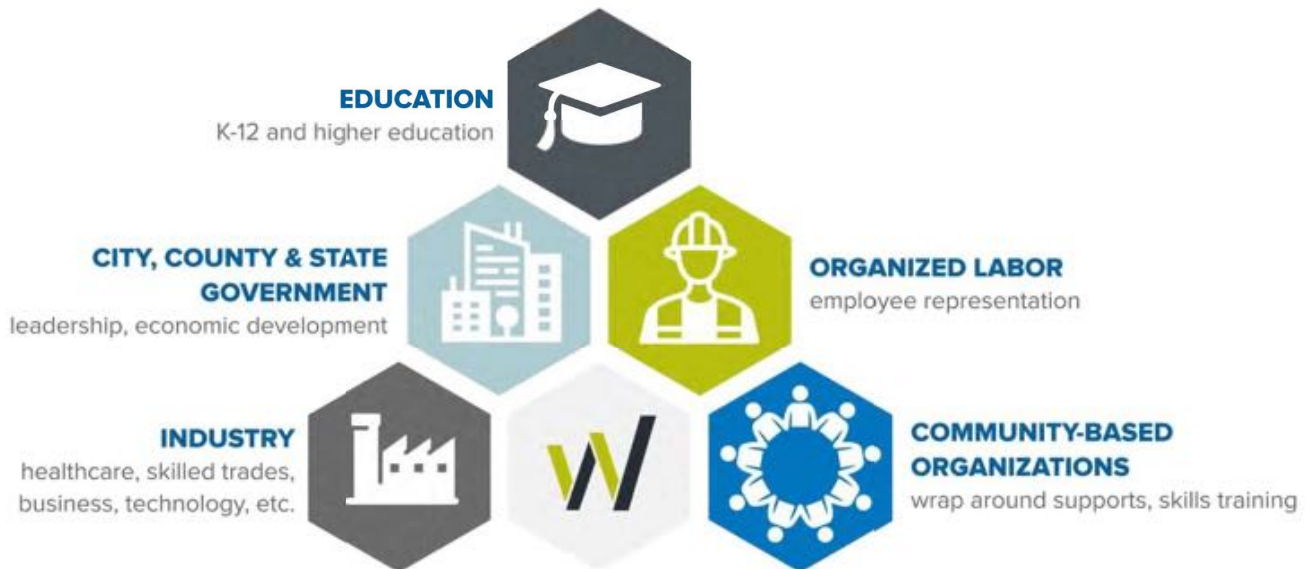 EDUCATION
K-12 and higher education
CITY, COUNTY & STATE
GOVERNMENT
leadership, economic development
ORGANIZED LABOR
employee representation
INDUSTRY
healthcare, skilled trades,
business, technology, etc.
W
COMMUNITY-BASED
ORGANIZATIONS
wrap around supports, skills training